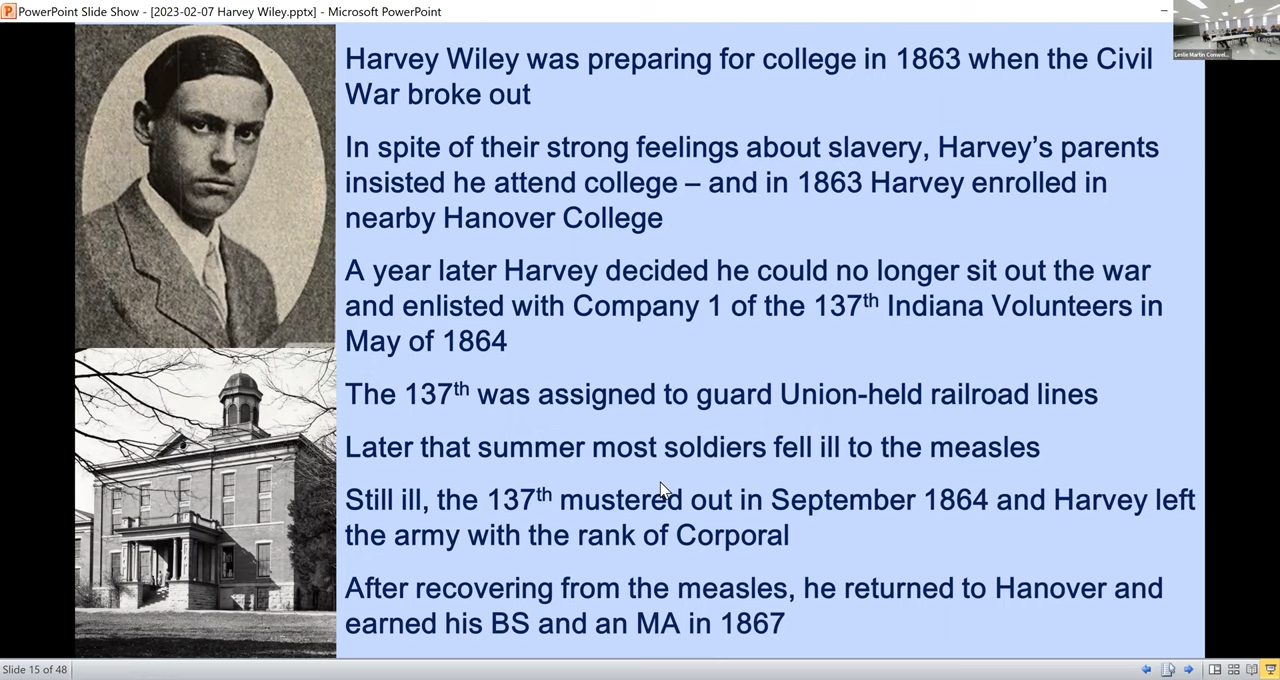 PowerPoint Slide Show - [2023-02-07 Harvey Wiley.pptx] - Microsoft PowerPoint
Leslie Martin Conwel...
Harvey Wiley was preparing for college in 1863 when the Civil
War broke out
In spite of their strong feelings about slavery, Harvey’s parents
insisted he attend college – and in 1863 Harvey enrolled in
nearby Hanover College
A year later Harvey decided he could no longer sit out the war
and enlisted with Company 1 of the 137th Indiana Volunteers in
May of 1864
The 137th was assigned to guard Union-held railroad lines
Later that summer most soldiers fell ill to the measles
Still ill, the 137th mustered out in September 1864 and Harvey left
the army with the rank of Corporal
After recovering from the measles, he returned to Hanover and
earned his BS and an MA in 1867
Slide 15 of 48